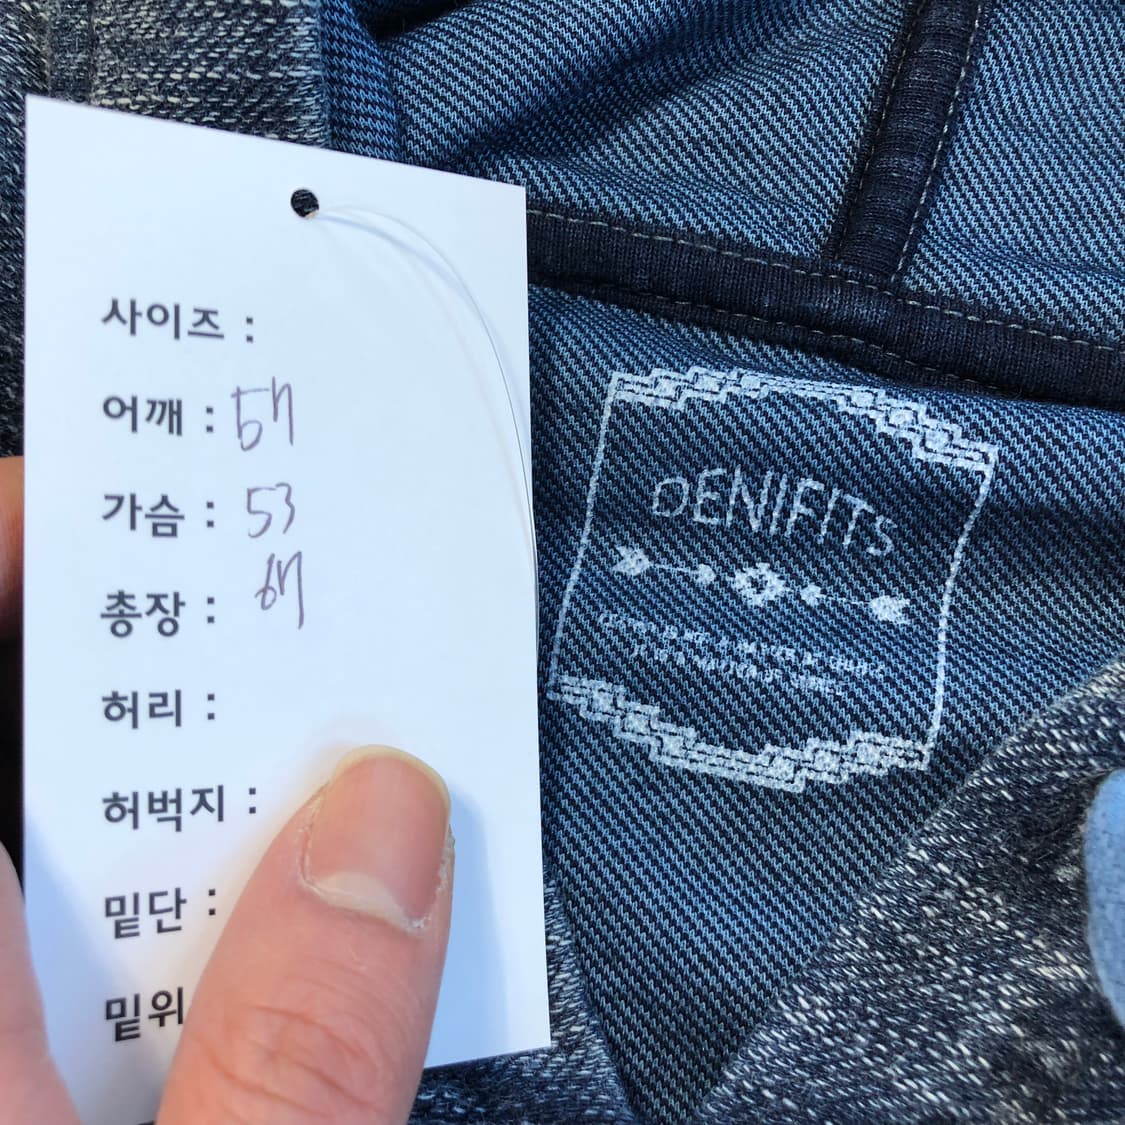 사이즈 :
어깨 : 57
가슴 : 53
총장 : 67
허리 :
허벅지 :
밑단 :
밑위
DENIFITS